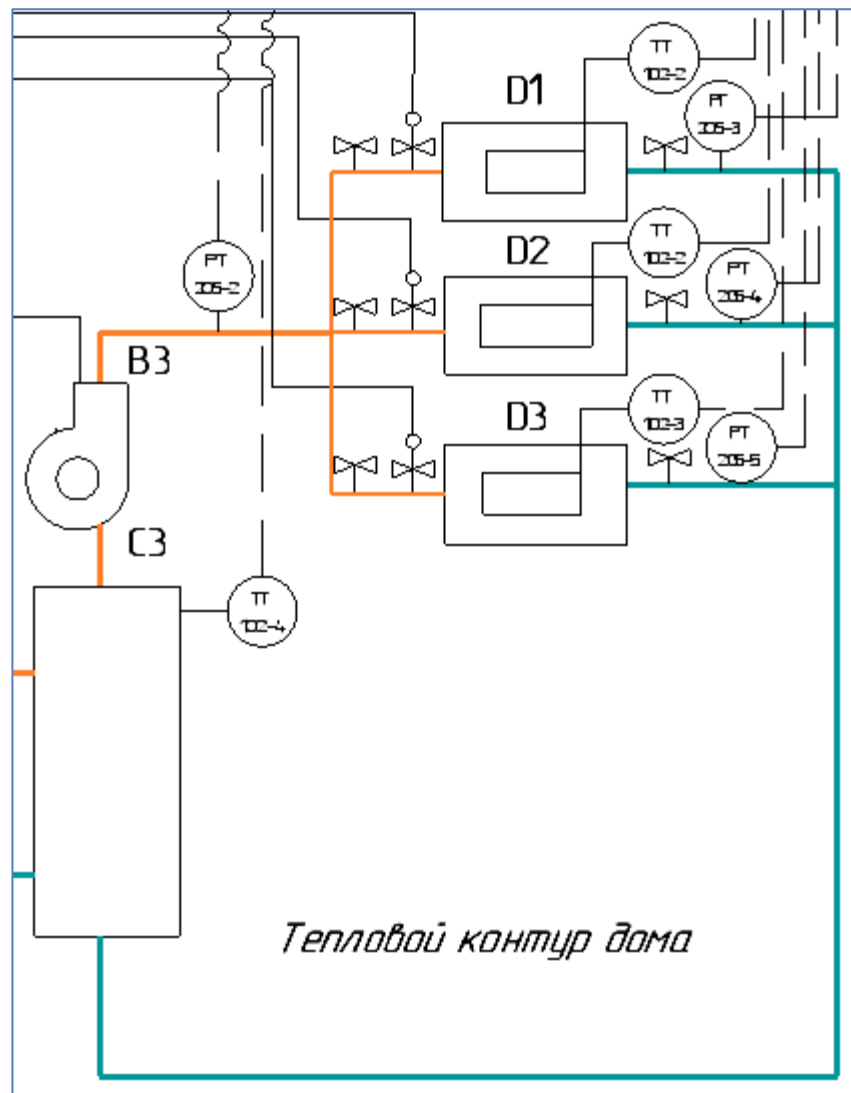 TT
102-2
D1
PT
205-3
TT
102-2
D2
PT
205-2
PT
205-4
B3
TT
102-3
D3
PT
205-5
C3
TT
102-4
Тепловой контур дома